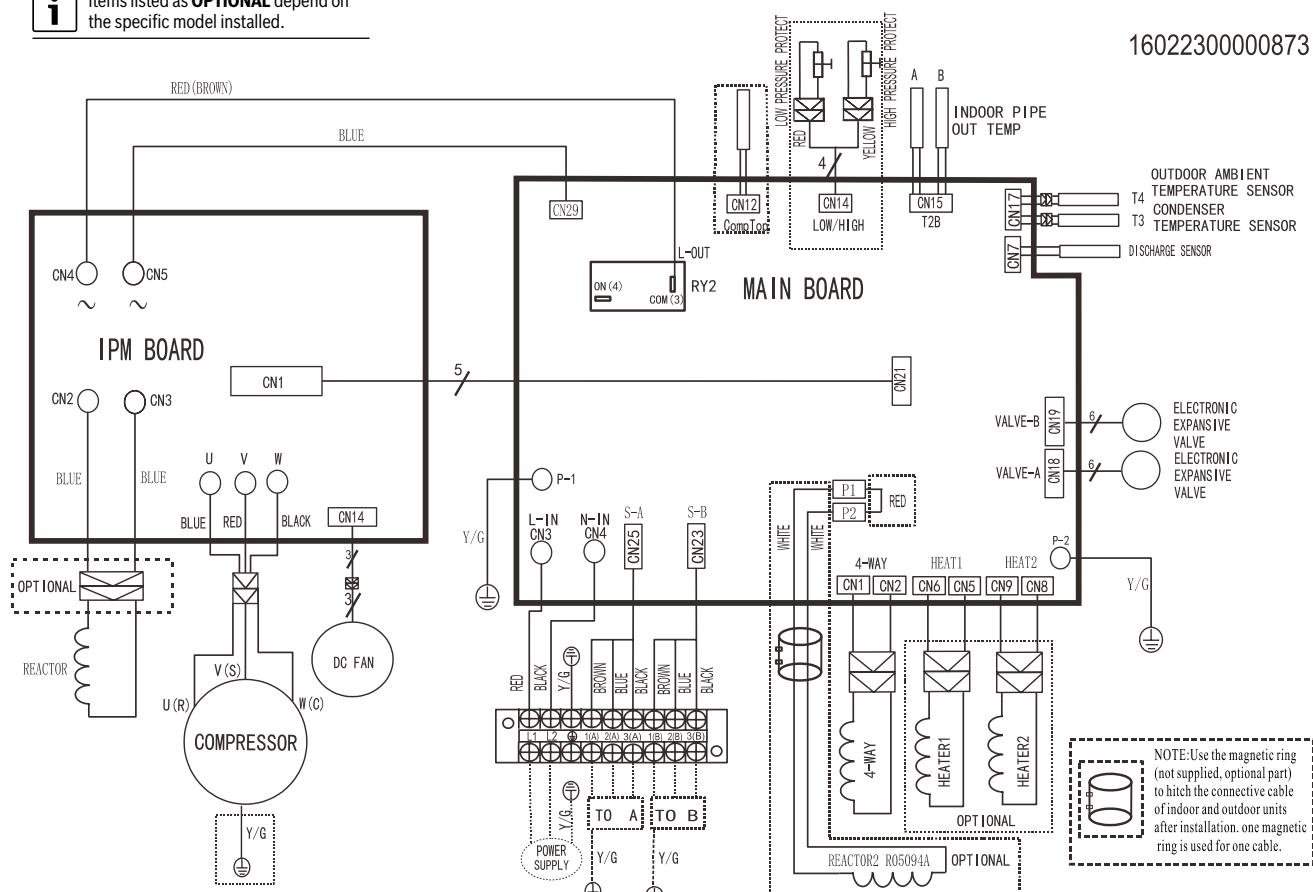 Items listed as OPTIONAL depend on
the specific model installed.
i
16022300000873
RED(BROWN)
BLUE
LOW PRESSURE PROTECT
HIGH PRESSURE PROTECT
RED
YELLOW
4
A B
INDOOR PIPE
OUT TEMP
OUTDOOR AMBIENT
T4 TEMPERATURE SENSOR
CONDENSER
T3 TEMPERATURE SENSOR
DISCHARGE SENSOR
CN29
CN12
CompTop
CN14
LOW/HIGH
CN15
T2B
CN17
CN7
CN4
CN5
~ ~
IPM BOARD
L-OUT
ON(4)
COM(3)
RY2
MAIN BOARD
CN1
5
CN21
CN2
CN3
BLUE
BLUE
U V W
BLUE RED BLACK
CN14
3
3
OPTIONAL
REACTOR
DC FAN
V(S)
U(R)
W(C)
COMPRESSOR
Y/G
VALVE-B
CN19
6
ELECTRONIC
EXPANSIVE
VALVE
VALVE-A
CN18
6
ELECTRONIC
EXPANSIVE
VALVE
P-1
Y/G
L-IN
CN3
N-IN
CN4
S-A
CN25
S-B
CN23
P1
P2
RED
WHITE
WHITE
P-2
Y/G
4-WAY
HEAT1
HEAT2
CN1 CN2 CN6 CN5 CN9 CN8
RED BLACK Y/G BROWN BLUE BLACK BROWN BLUE BLACK
L1 L2 1(A) 2(A) 3(A) 1(B) 2(B) 3(B)
POWER
SUPPLY
Y/G
TO A
TO B
Y/G
Y/G
4-WAY
HEATER1
HEATER2
OPTIONAL
REACTOR2 R05094A
OPTIONAL
NOTE:Use the magnetic ring
(not supplied, optional part)
to hitch the connective cable
of indoor and outdoor units
after installation. one magnetic
ring is used for one cable.